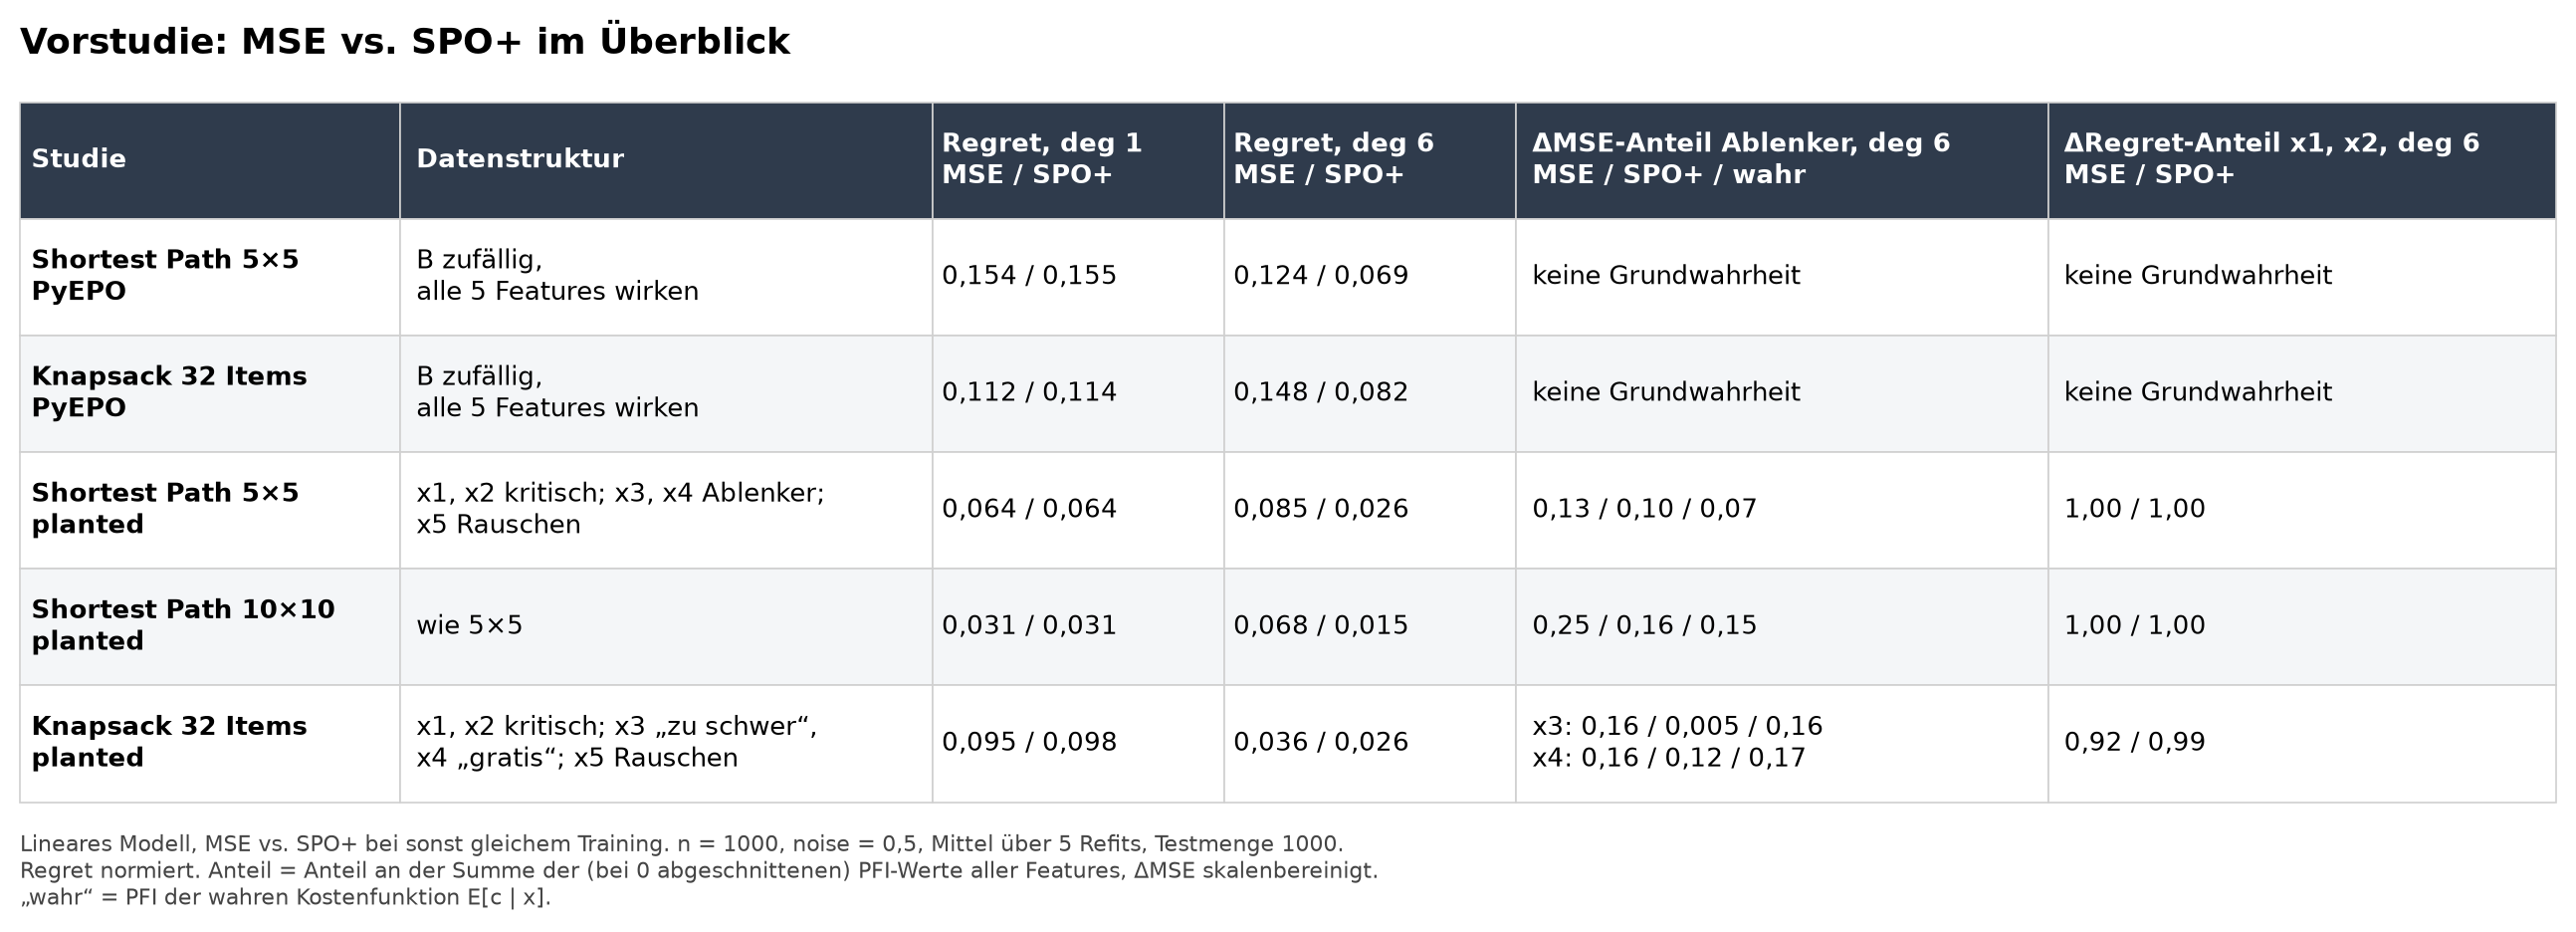 Vorstudie: MSE vs. SPO+ im Überblick
Studie
Datenstruktur
Regret, deg 1
MSE / SPO+
Regret, deg 6
MSE / SPO+
ΔMSE-Anteil Ablenker, deg 6
MSE / SPO+ / wahr
ΔRegret-Anteil x1, x2, deg 6
MSE / SPO+
Shortest Path 5×5
PyEPO
B zufällig,
alle 5 Features wirken
0,154 / 0,155
0,124 / 0,069
keine Grundwahrheit
keine Grundwahrheit
Knapsack 32 Items
PyEPO
B zufällig,
alle 5 Features wirken
0,112 / 0,114
0,148 / 0,082
keine Grundwahrheit
keine Grundwahrheit
Shortest Path 5×5
planted
x1, x2 kritisch; x3, x4 Ablenker;
x5 Rauschen
0,064 / 0,064
0,085 / 0,026
0,13 / 0,10 / 0,07
1,00 / 1,00
Shortest Path 10×10
planted
wie 5×5
0,031 / 0,031
0,068 / 0,015
0,25 / 0,16 / 0,15
1,00 / 1,00
Knapsack 32 Items
planted
x1, x2 kritisch; x3 „zu schwer“,
x4 „gratis“; x5 Rauschen
0,095 / 0,098
0,036 / 0,026
x3: 0,16 / 0,005 / 0,16
x4: 0,16 / 0,12 / 0,17
0,92 / 0,99
Lineares Modell, MSE vs. SPO+ bei sonst gleichem Training. n = 1000, noise = 0,5, Mittel über 5 Refits, Testmenge 1000.
Regret normiert. Anteil = Anteil an der Summe der (bei 0 abgeschnittenen) PFI-Werte aller Features, ΔMSE skalenbereinigt.
„wahr“ = PFI der wahren Kostenfunktion E[c | x].